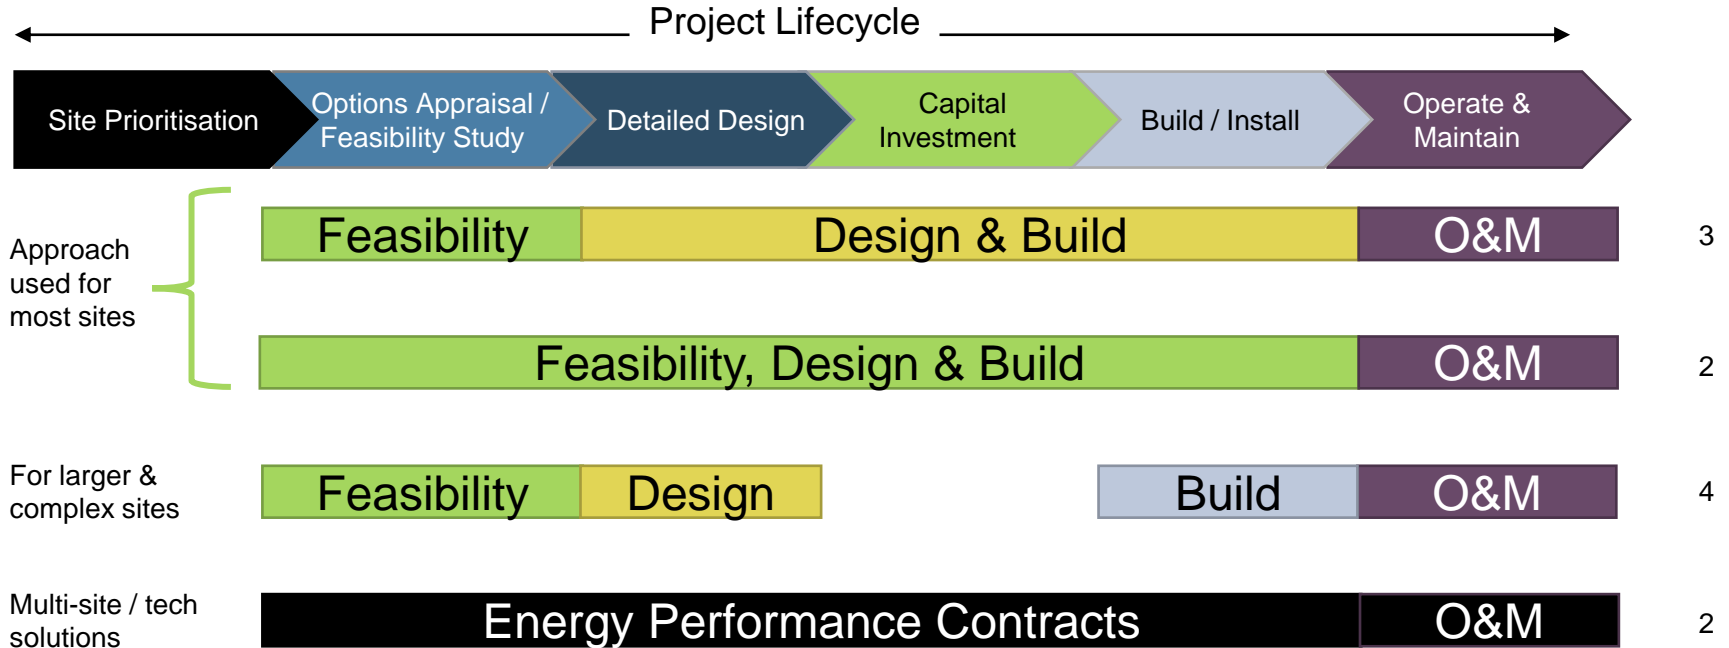 Project Lifecycle
Site Prioritisation
Options Appraisal /
Feasibility Study
Detailed Design
Capital
Investment
Build / Install
Operate &
Maintain
Approach
used for
most sites
Feasibility
Design & Build
O&M
3
Feasibility, Design & Build
O&M
2
For larger &
complex sites
Feasibility
Design
Build
O&M
4
Multi-site / tech
solutions
Energy Performance Contracts
O&M
2